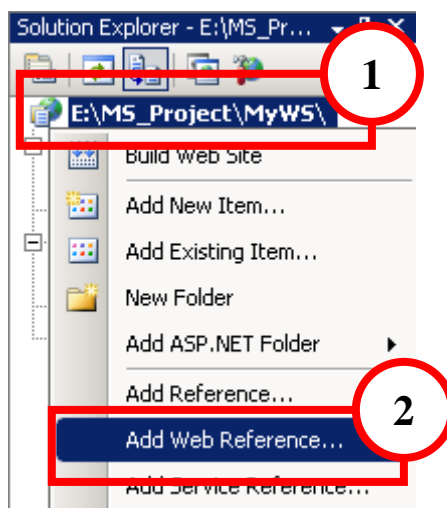 Solution Explorer - E:\MS_Pr...
1
E:\MS_Project\MyWS\
Build Web Site
Add New Item...
Add Existing Item...
New Folder
Add ASP.NET Folder
Add Reference...
2
Add Web Reference...
Add Service Reference...